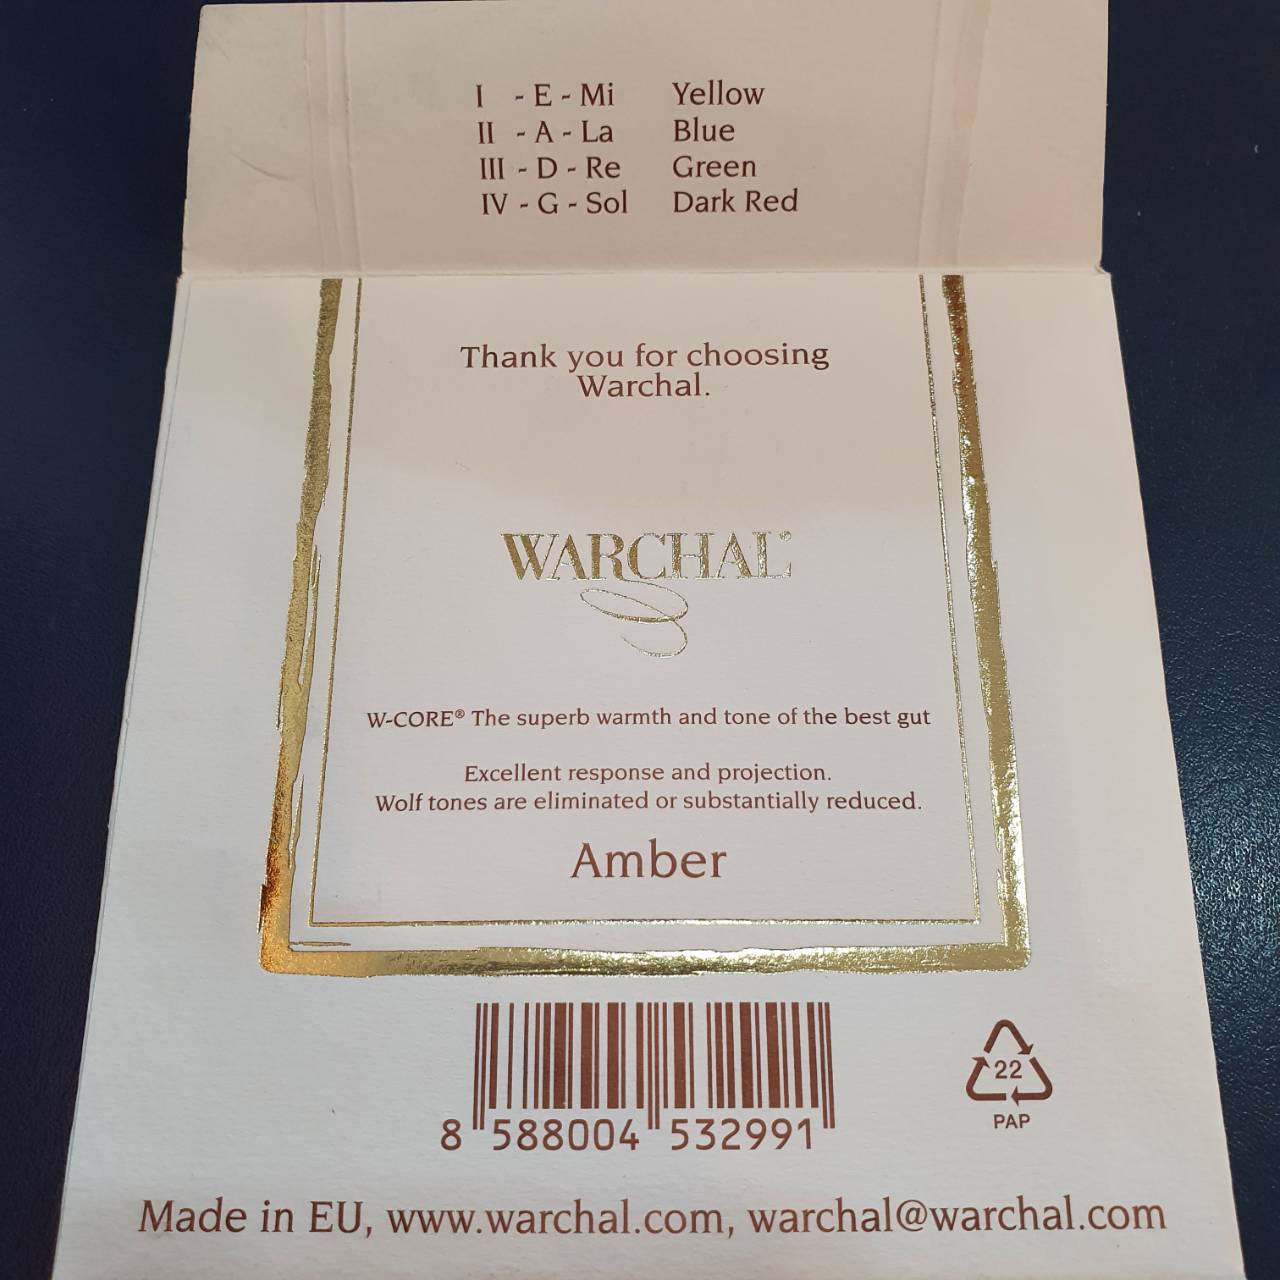 I - E - Mi Yellow
II - A - La Blue
III - D - Re Green
IV - G - Sol Dark Red
Thank you for choosing
Warchal.
WARCHAL®
W-CORE® The superb warmth and tone of the best gut
Excellent response and projection.
Wolf tones are eliminated or substantially reduced.
Amber
8 588004 532991
22
PAP
Made in EU, www.warchal.com, warchal@warchal.com